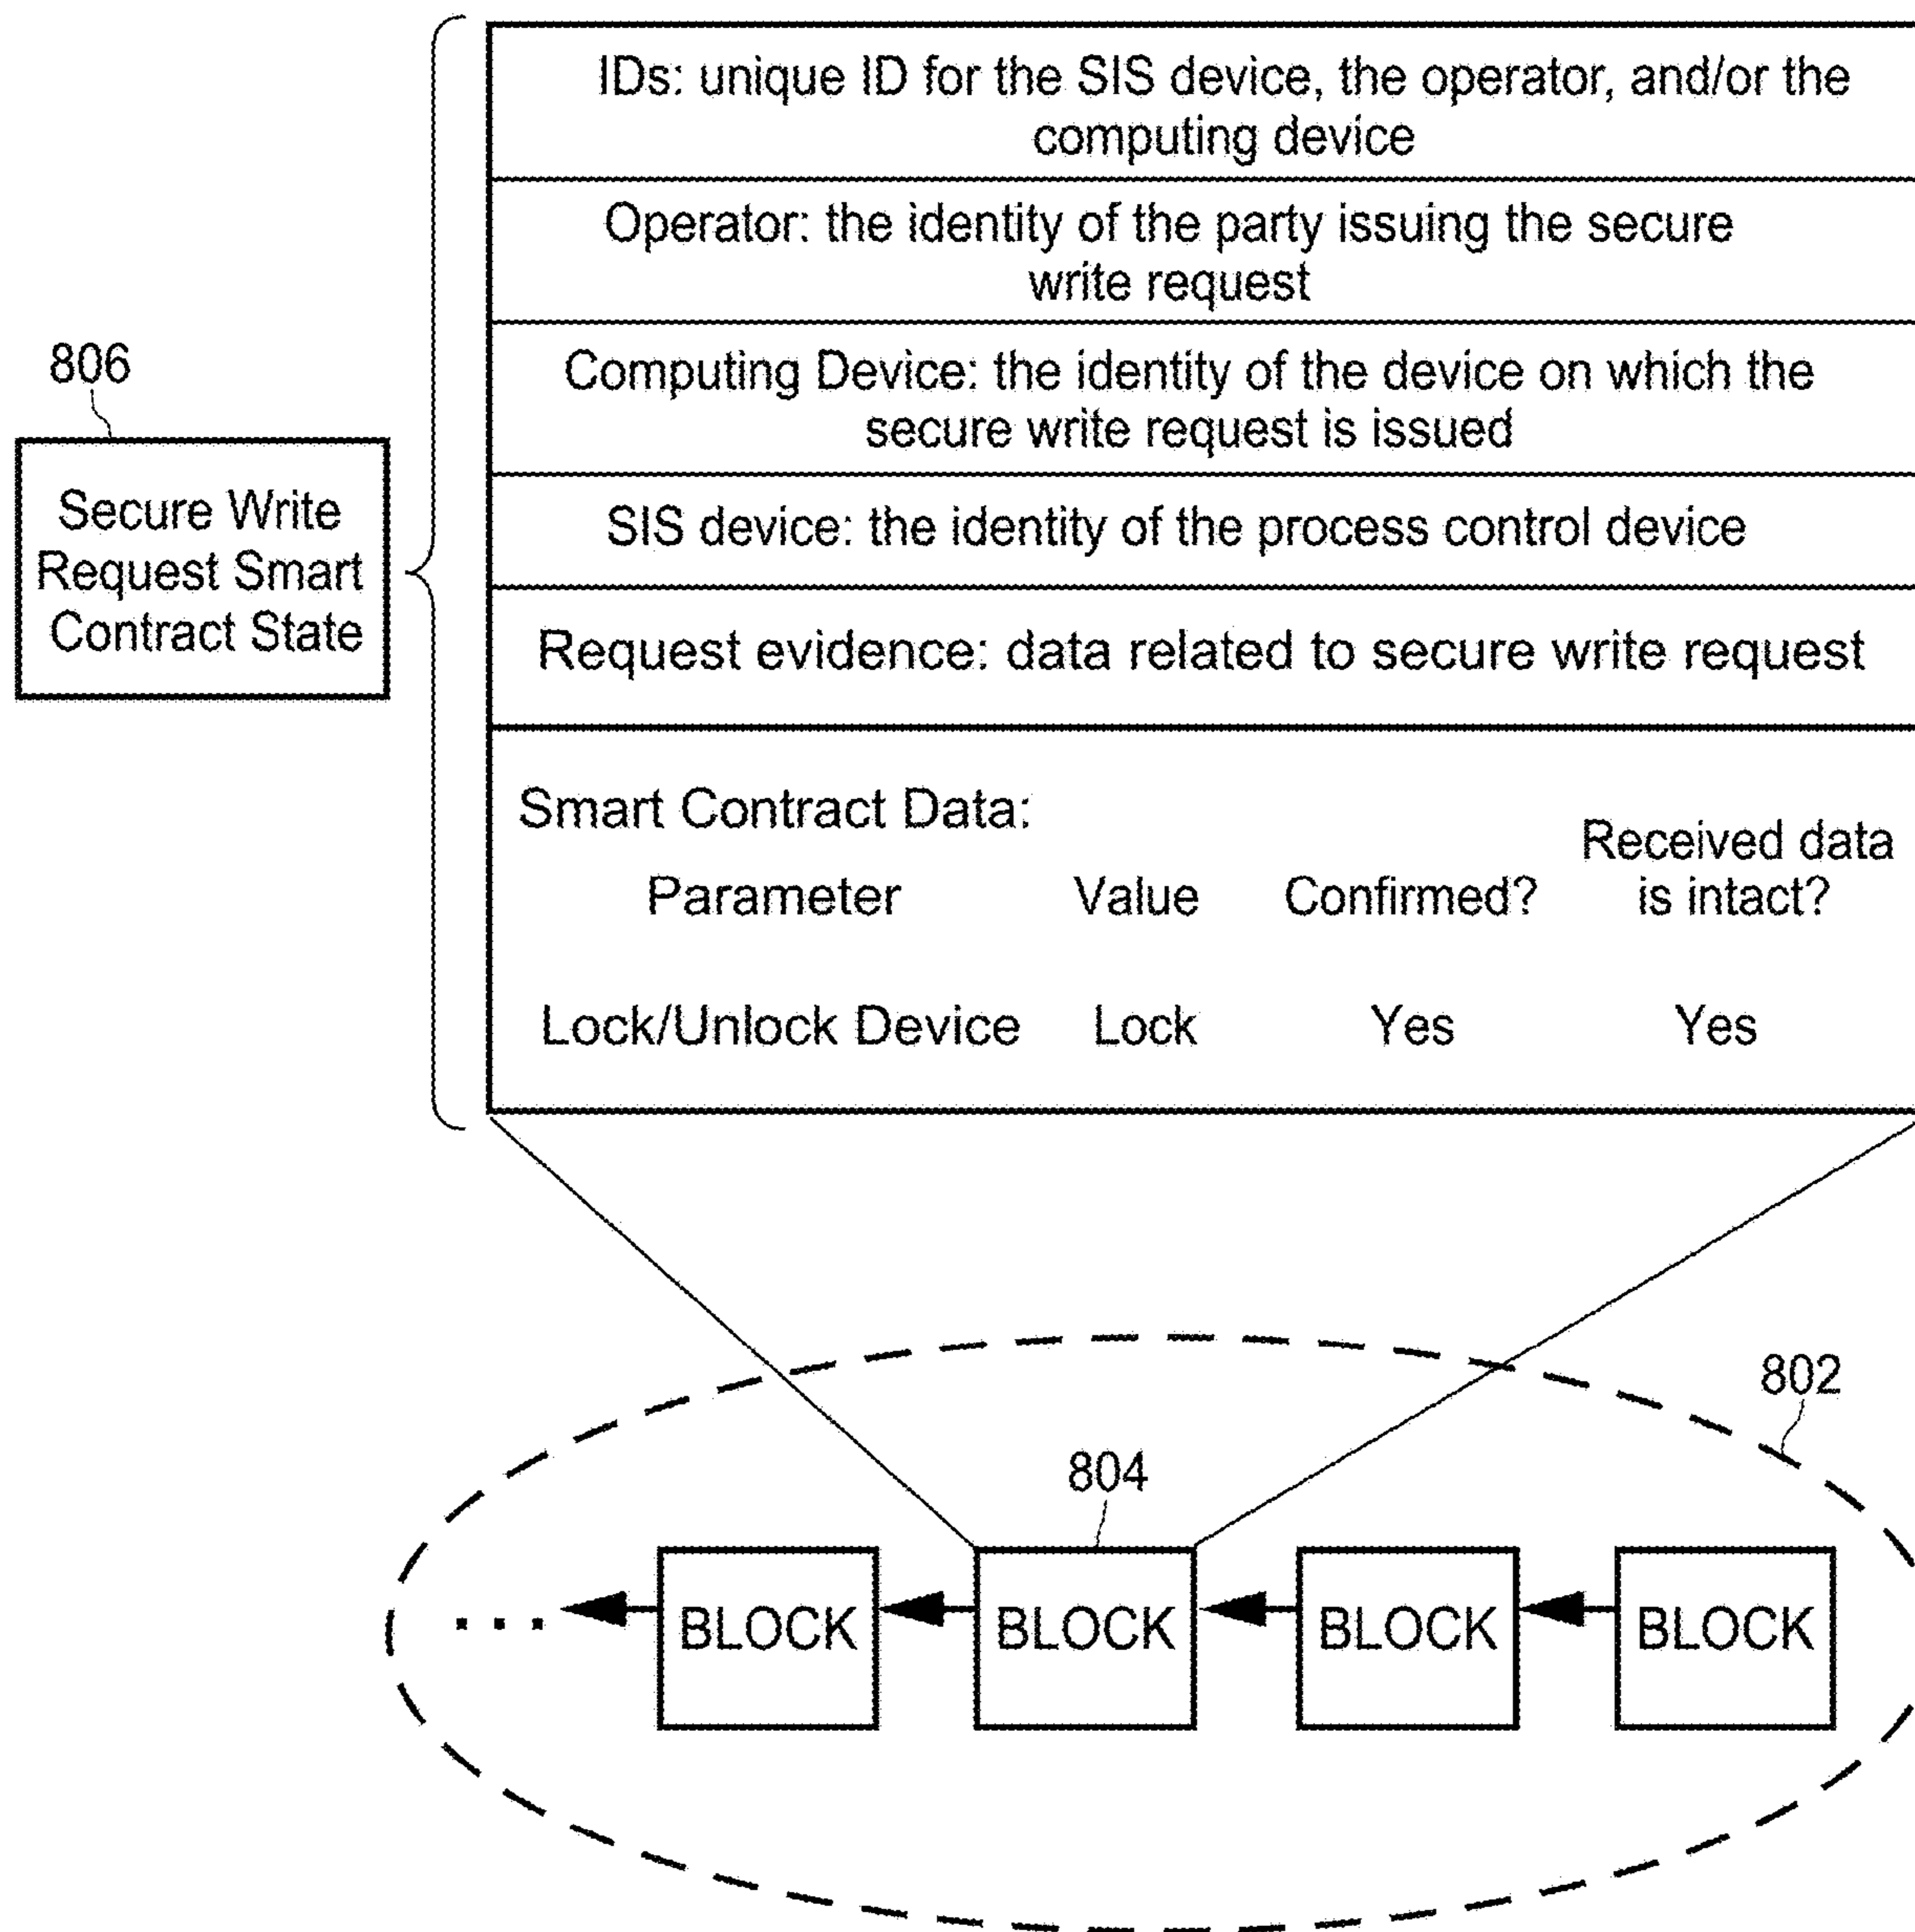 IDs: unique ID for the SIS device, the operator, and/or the
computing device
Operator: the identity of the party issuing the secure
write request
Computing Device: the identity of the device on which the
secure write request is issued
SIS device: the identity of the process control device
Request evidence: data related to secure write request
806
Secure Write
Request Smart
Contract State
Smart Contract Data:
Parameter Value Confirmed? Received data
is intact?
Lock/Unlock Device Lock Yes Yes
802
804
... BLOCK BLOCK BLOCK BLOCK